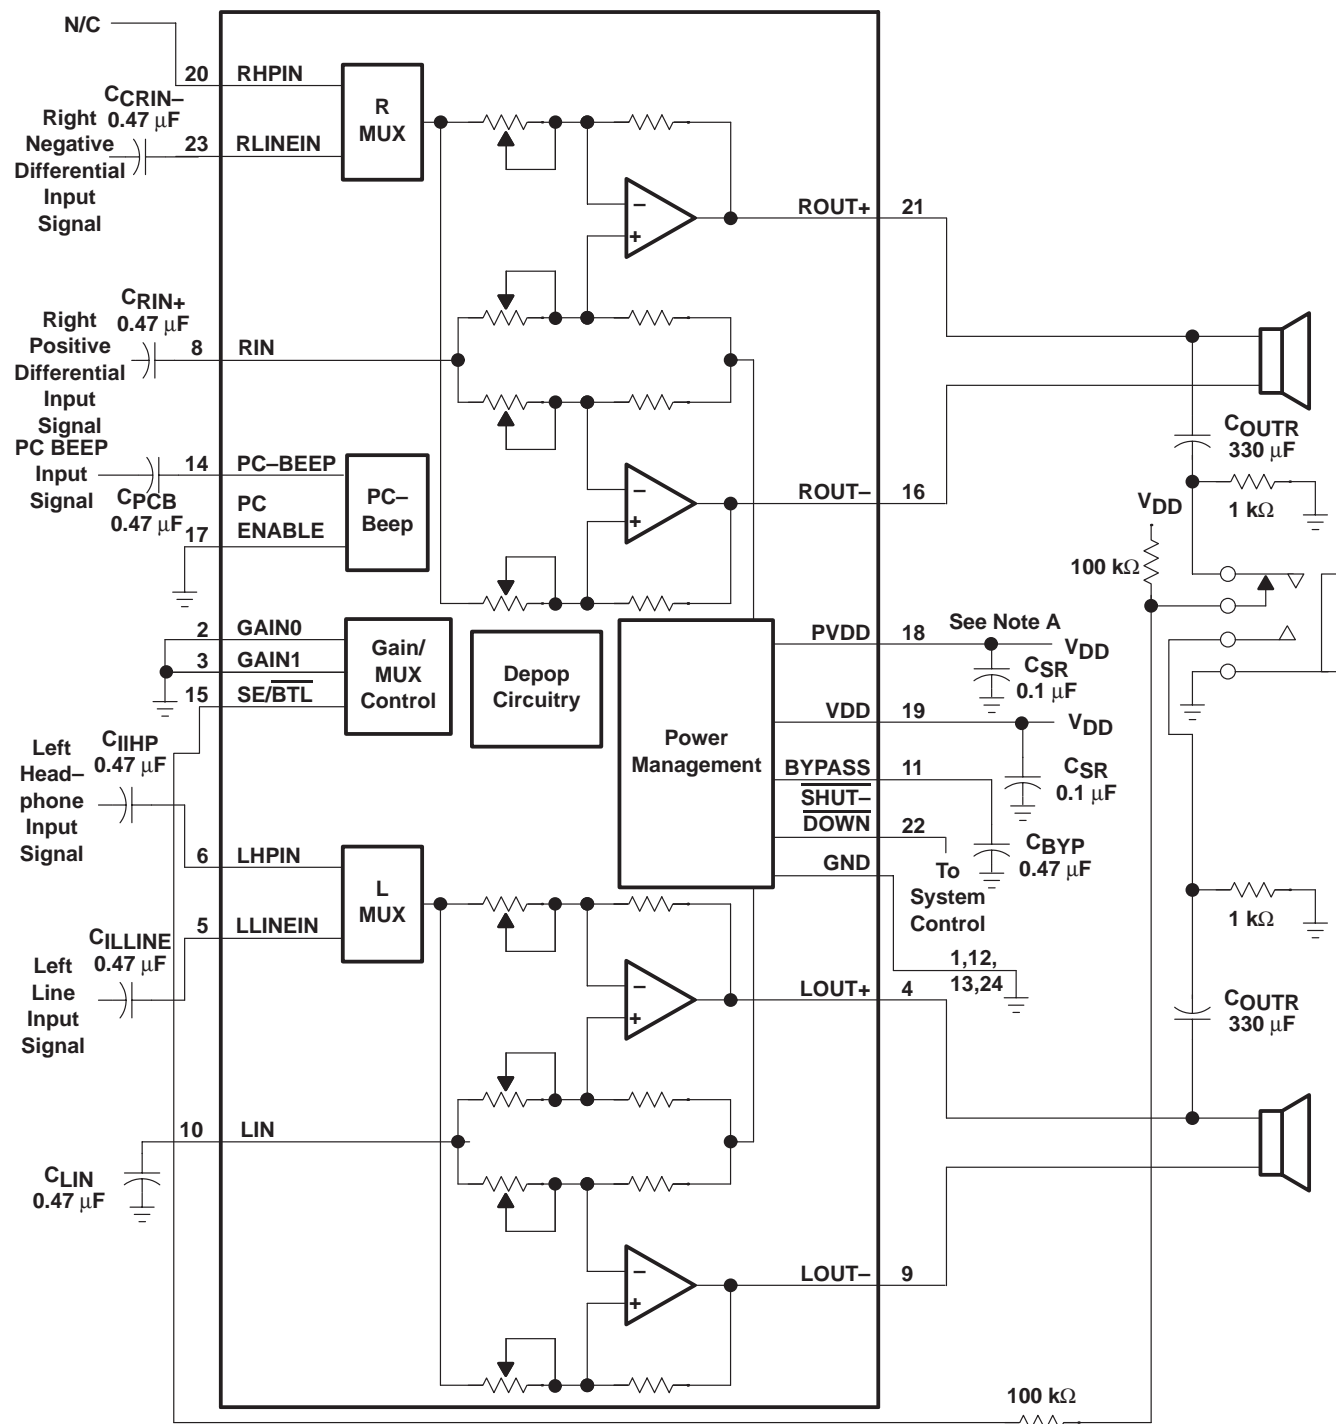 N/C
20
RHPIN
CCRIN–
0.47 μF
Right
Negative
Differential
Input
Signal
23
RLINEIN
R
MUX
–
+
ROUT+
21
CRIN+
0.47 μF
Right
Positive
Differential
Input
Signal
8
RIN
PC BEEP
Input
Signal
14
PC–BEEP
CPCB
0.47 μF
17
PC
ENABLE
PC–
Beep
–
+
ROUT–
16
COUTR
330 μF
1 kΩ
VDD
100 kΩ
2
GAIN0
3
GAIN1
15
SE/BTL
Gain/
MUX
Control
Depop
Circuitry
Power
Management
PVDD
18
See Note A
VDD
CSR
0.1 μF
VDD
19
VDD
CSR
0.1 μF
BYPASS
11
SHUT–
DOWN
22
CBYP
0.47 μF
To
System
Control
GND
1,12,
13,24
Left
Head–
phone
Input
Signal
CIIHP
0.47 μF
6
LHPIN
5
LLINEIN
L
MUX
CILLINE
0.47 μF
Left
Line
Input
Signal
–
+
LOUT+
4
1 kΩ
COUTR
330 μF
10
LIN
CLIN
0.47 μF
–
+
LOUT–
9
100 kΩ